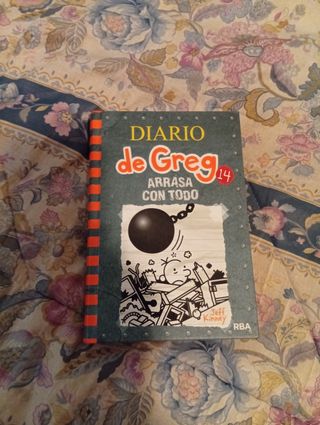 DIARIO
de Greg
14
ARRASA
CON TODO
Jeff
Kinney
RBA